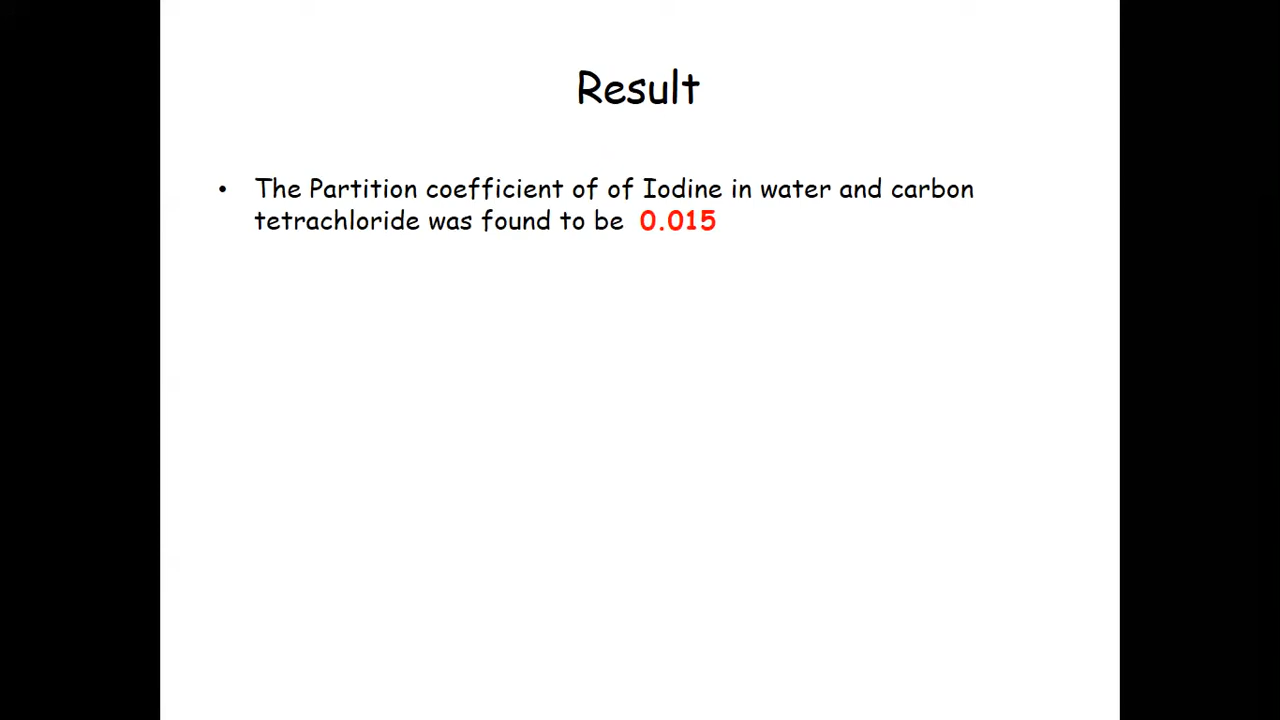 Result
• The Partition coefficient of of Iodine in water and carbon
tetrachloride was found to be 0.015